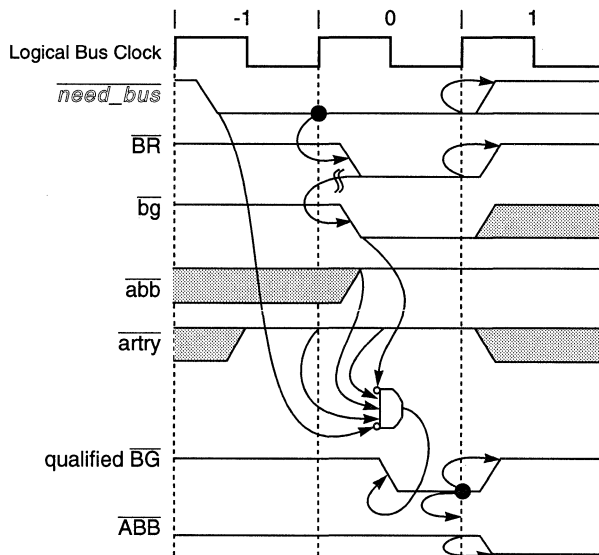 -1 0 1
Logical Bus Clock
need_bus
BR
bg
abb
artry
qualified BG
ABB